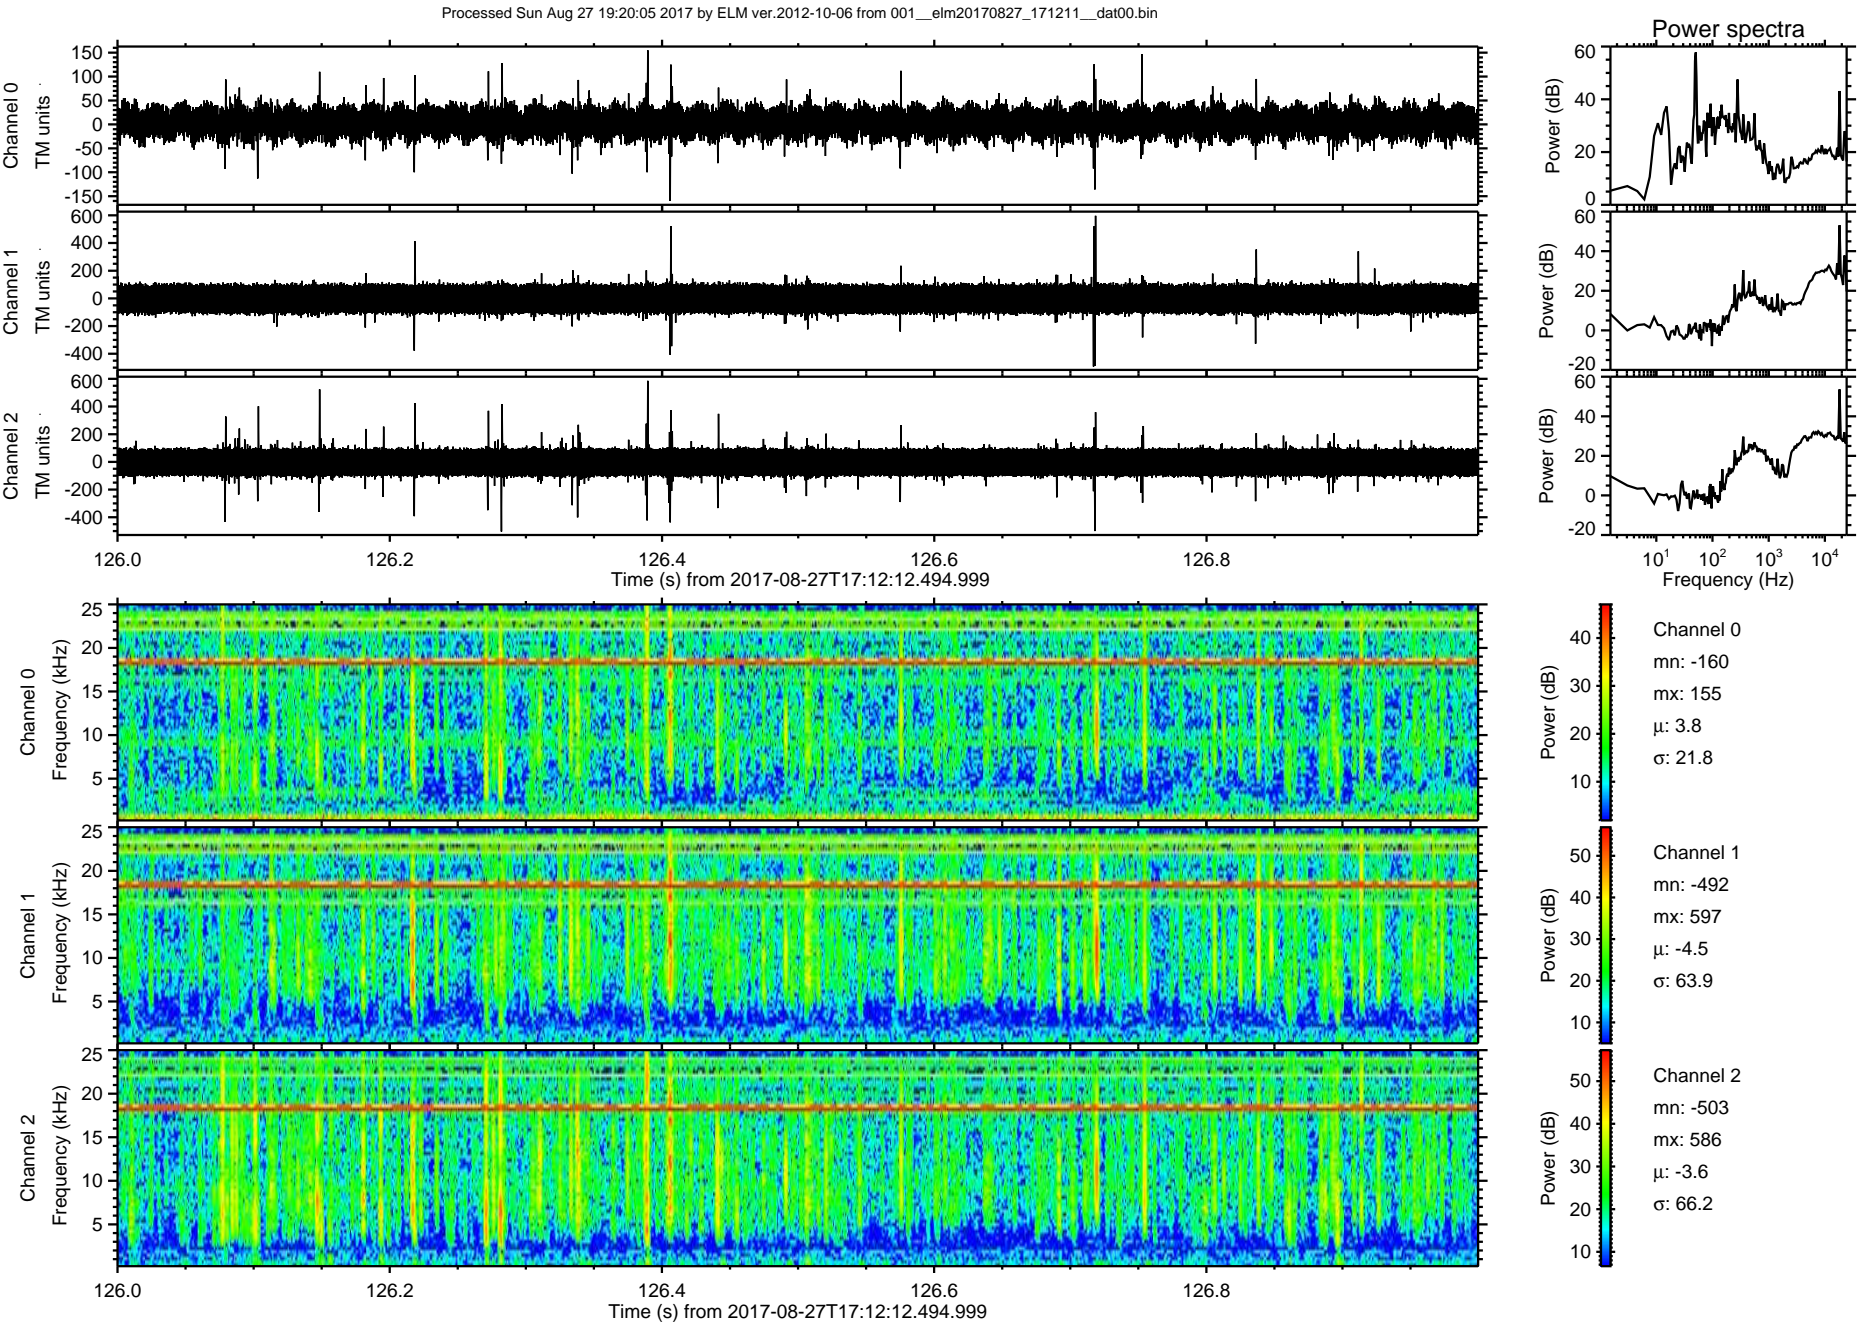 Processed Sun Aug 27 19:20:05 2017 by ELM ver.2012-10-06 from 001__elm20170827_171211__dat00.bin
Power spectra
Channel 0
TM units
150
100
50
0
-50
-100
-150
Power (dB)
60
40
20
0
Channel 1
TM units
600
400
200
0
-200
-400
Power (dB)
60
40
20
0
-20
Channel 2
TM units
600
400
200
0
-200
-400
Power (dB)
60
40
20
0
-20
126.0 126.2 126.4 126.6 126.8
Time (s) from 2017-08-27T17:12:12.494.999
10¹ 10² 10³ 10⁴
Frequency (Hz)
Channel 0
Frequency (kHz)
25
20
15
10
5
Power (dB)
40
30
20
10
Channel 0
mn: -160
mx: 155
μ: 3.8
σ: 21.8
Channel 1
Frequency (kHz)
25
20
15
10
5
Power (dB)
50
40
30
20
10
Channel 1
mn: -492
mx: 597
μ: -4.5
σ: 63.9
Channel 2
Frequency (kHz)
25
20
15
10
5
Power (dB)
50
40
30
20
10
Channel 2
mn: -503
mx: 586
μ: -3.6
σ: 66.2
126.0 126.2 126.4 126.6 126.8
Time (s) from 2017-08-27T17:12:12.494.999